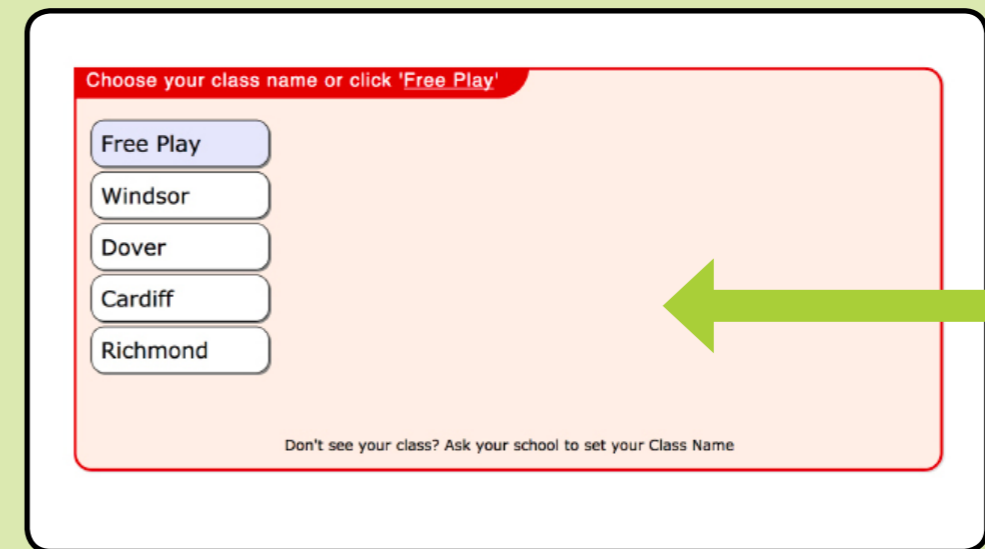 Choose your class name or click 'Free Play'
Free Play
Windsor
Dover
Cardiff
Richmond
Don't see your class? Ask your school to set your Class Name